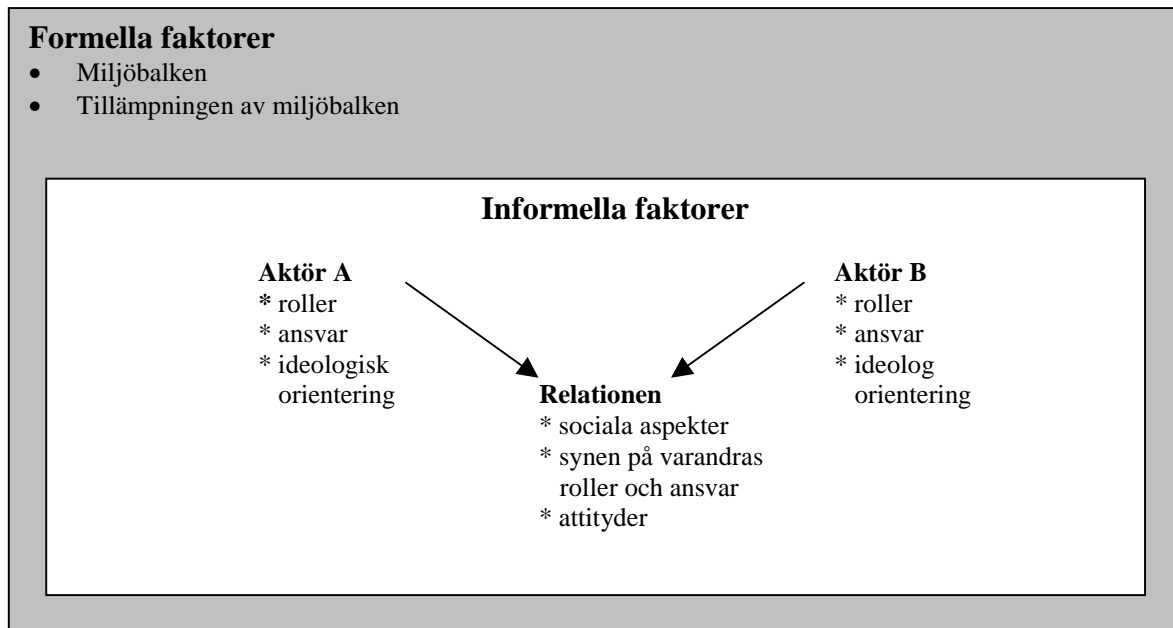 Formella faktorer
• Miljöbalken
• Tillämpningen av miljöbalken
Informella faktorer
Aktör A
* roller
* ansvar
* ideologisk
orientering
Aktör B
* roller
* ansvar
* ideolog
orientering
Relationen
* sociala aspekter
* synen på varandras
roller och ansvar
* attityder